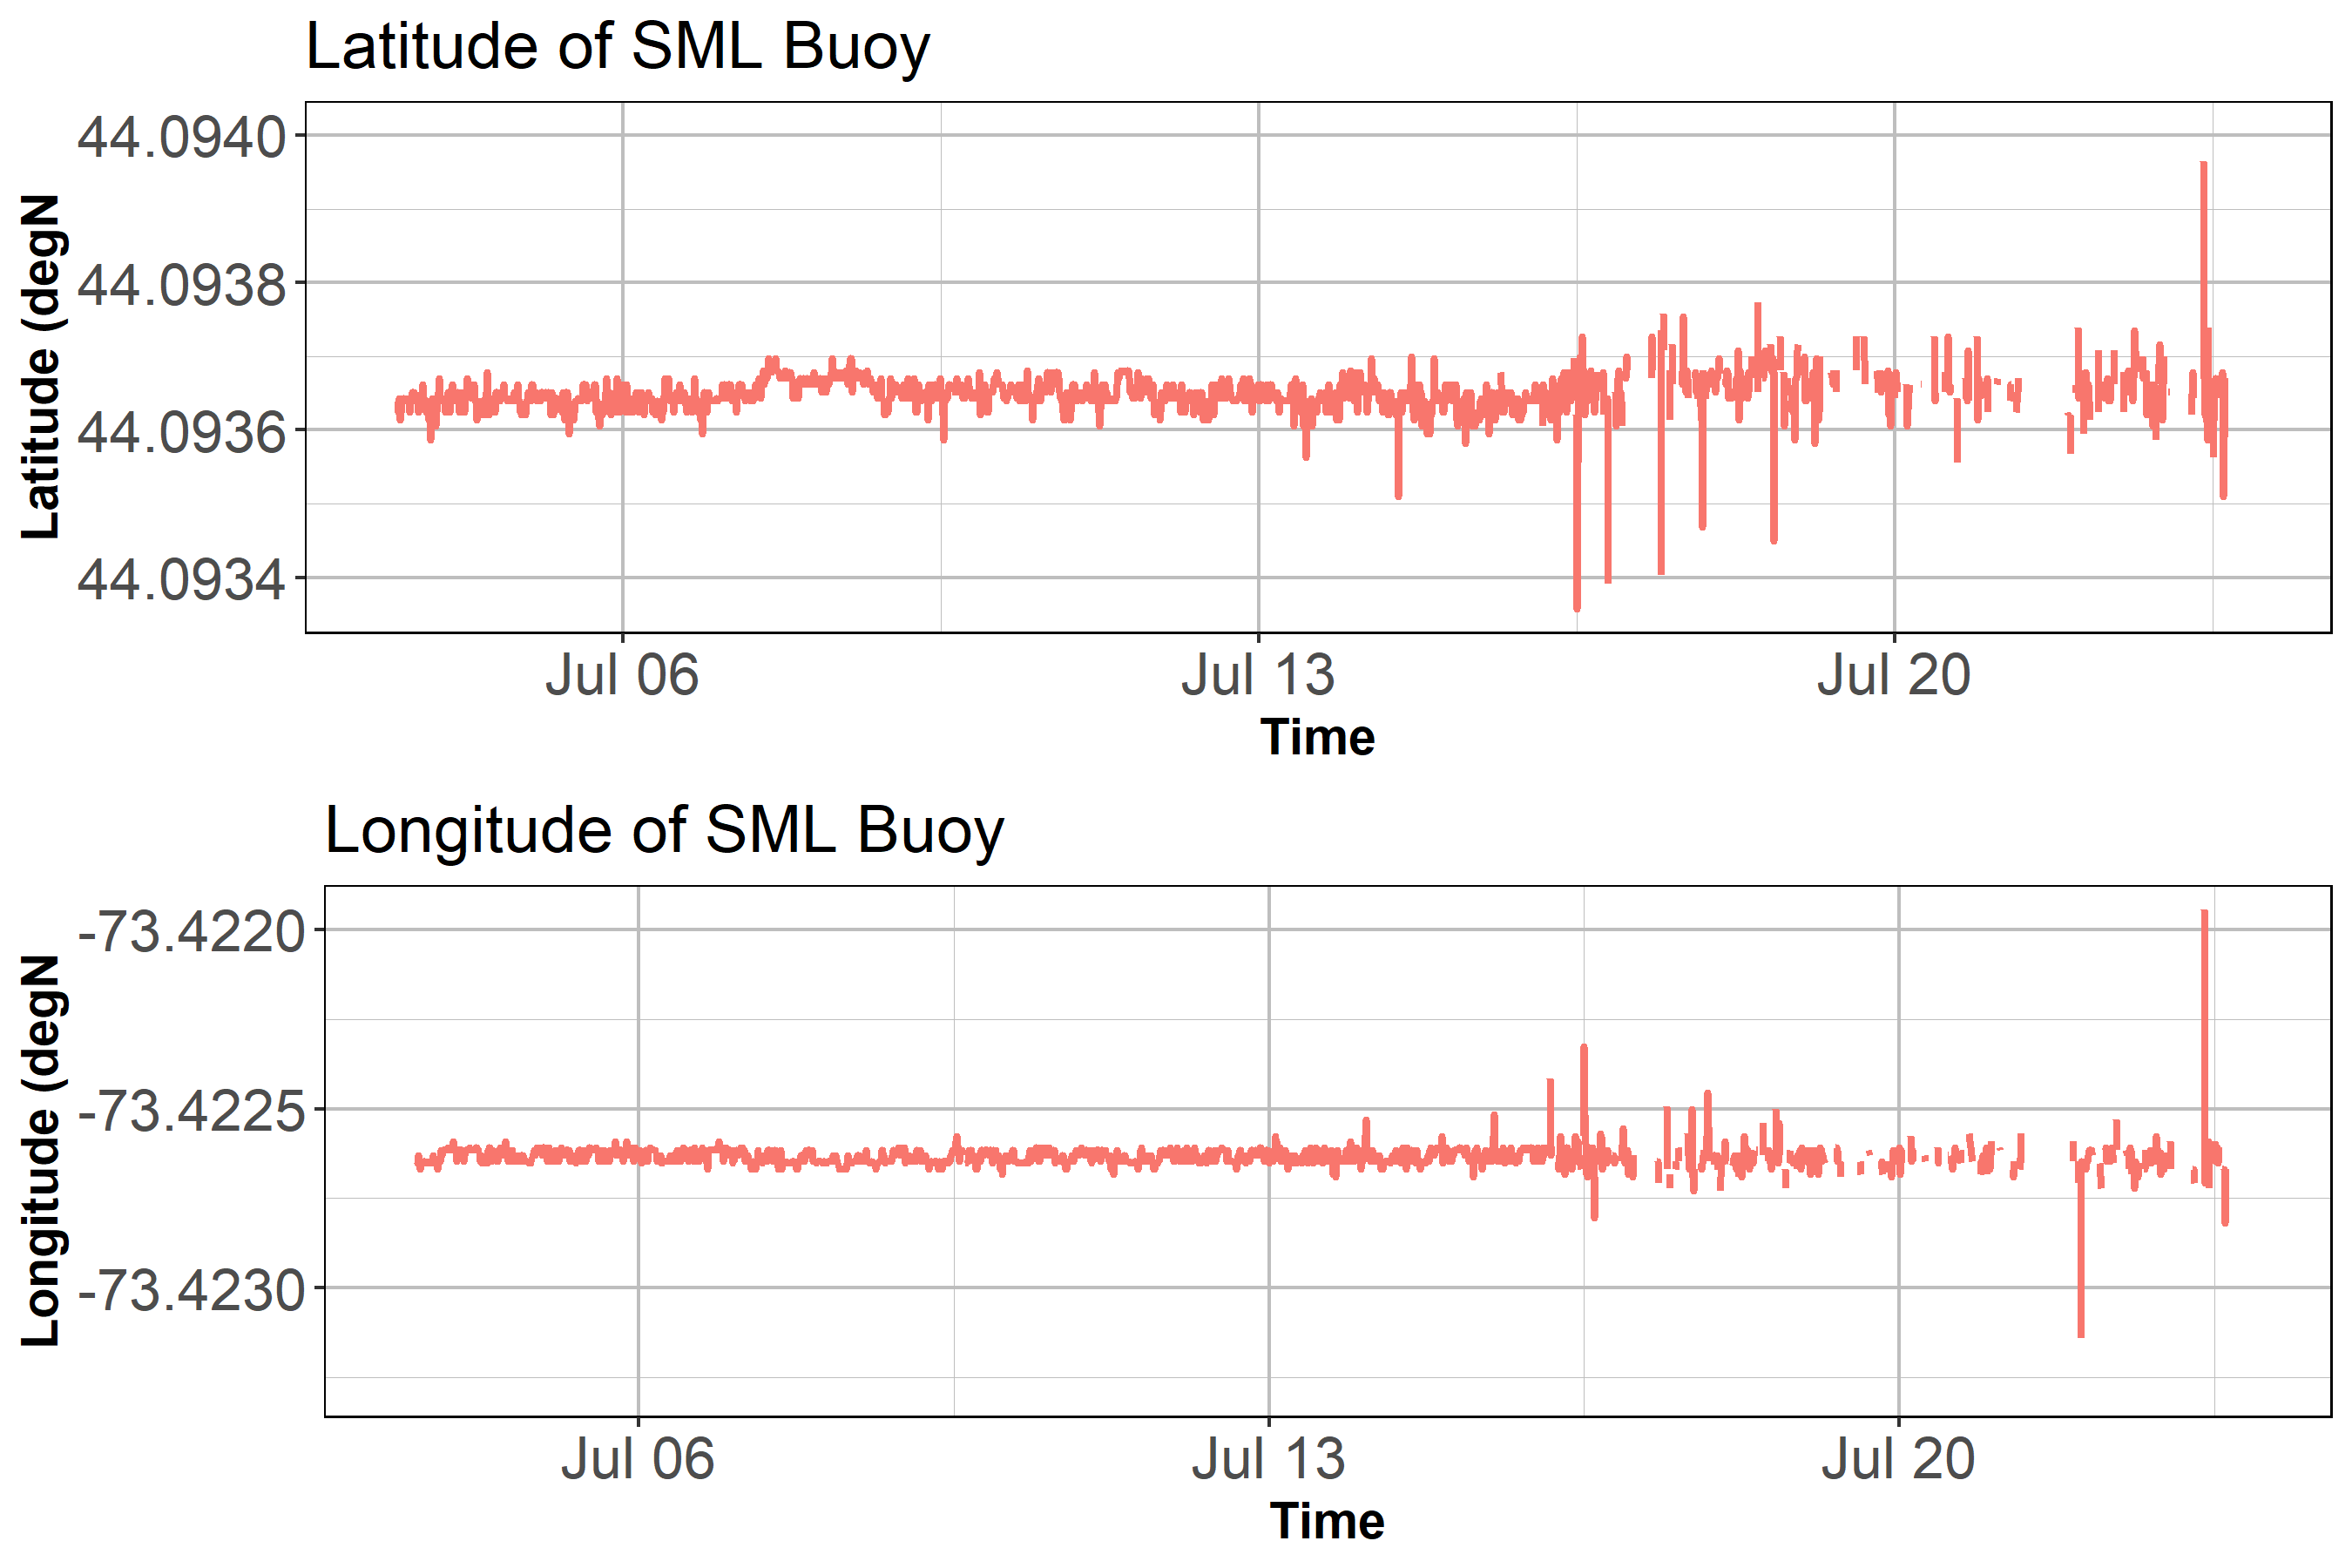 Latitude of SML Buoy
Latitude (degN
44.0940
44.0938
44.0936
44.0934
Jul 06 Jul 13 Jul 20
Time
Longitude of SML Buoy
Longitude (degN
-73.4220
-73.4225
-73.4230
Jul 06 Jul 13 Jul 20
Time